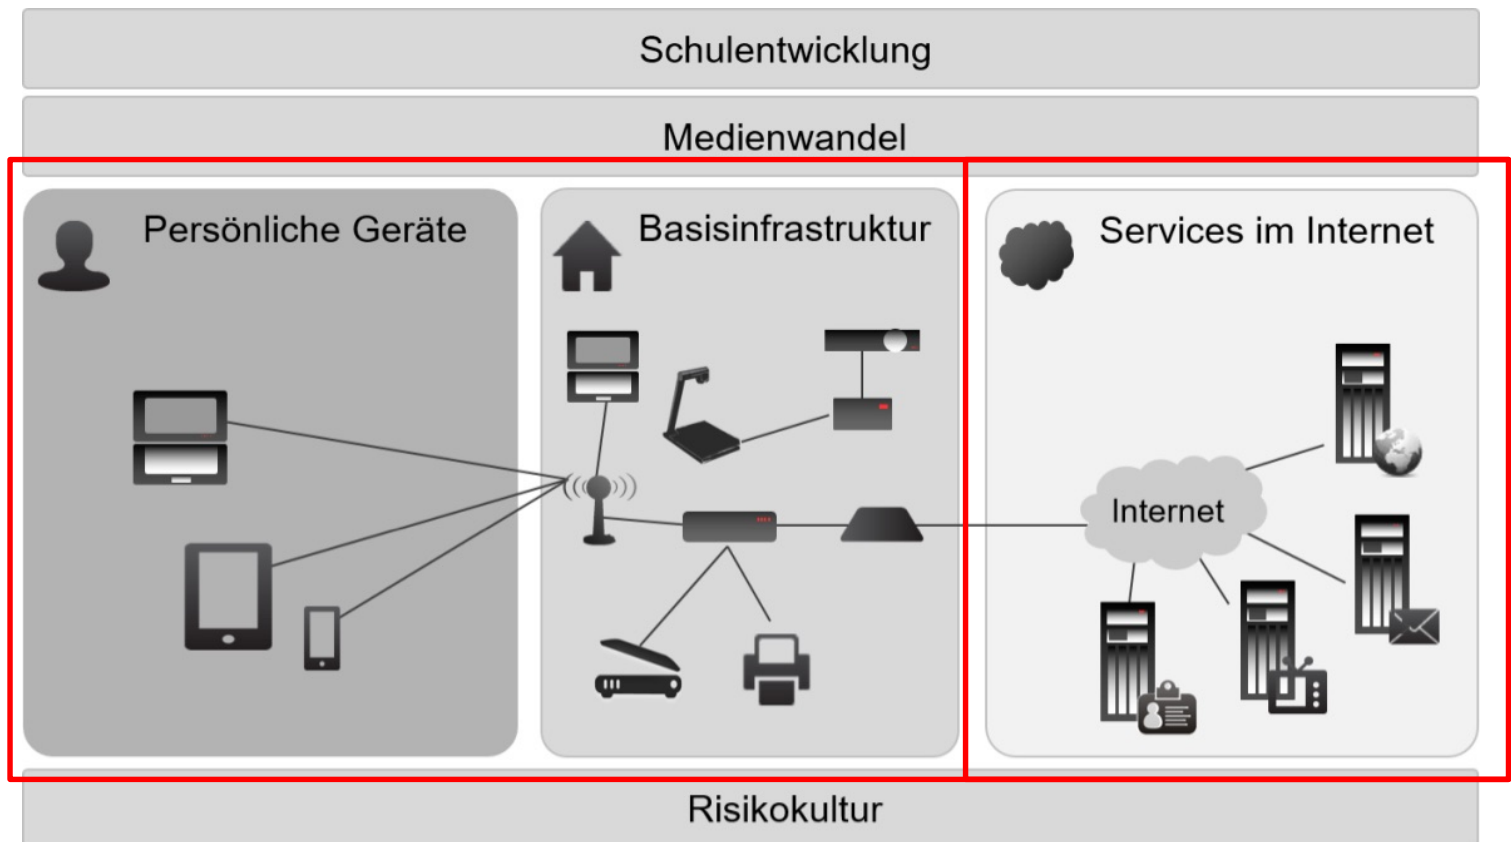 Schulentwicklung
Medienwandel
Persönliche Geräte
Basisinfrastruktur
Services im Internet
Internet
Risikokultur